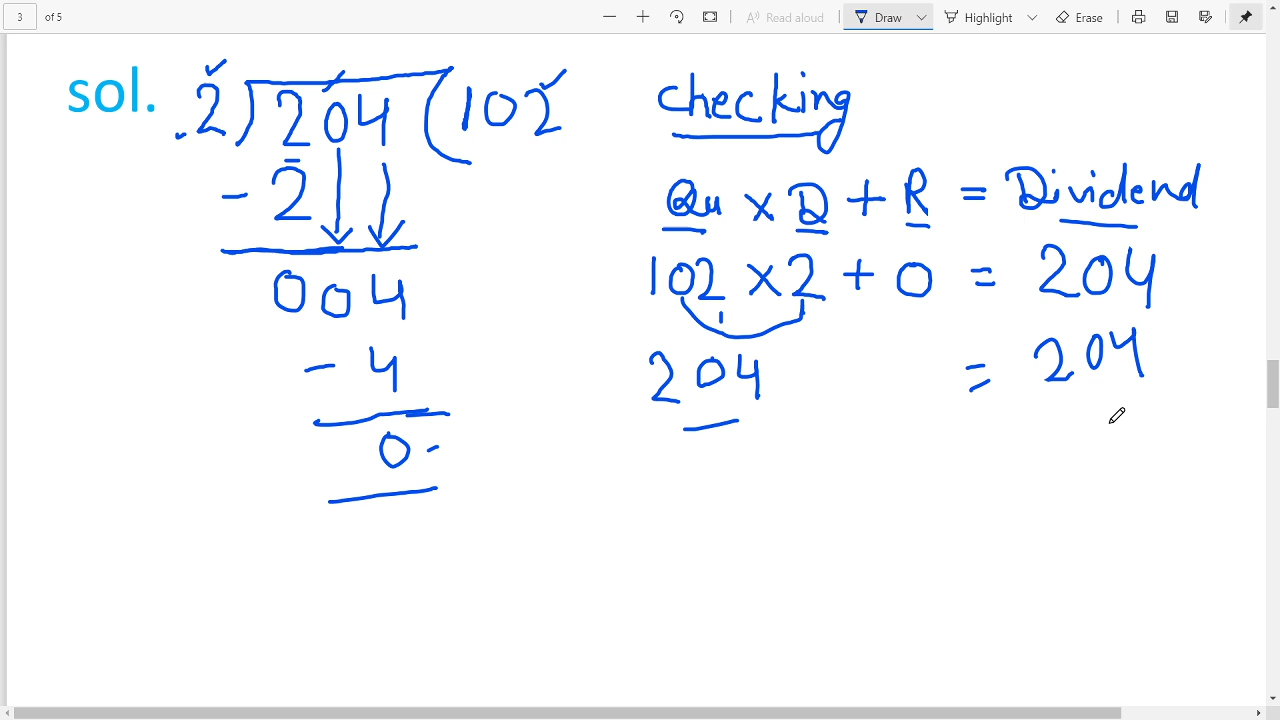 3 of 5 Read aloud Draw Highlight Erase
sol. 2) 204 (102
- 2
004
- 4
0
checking
Qu × D + R = Dividend
102 × 2 + 0 = 204
204 = 204